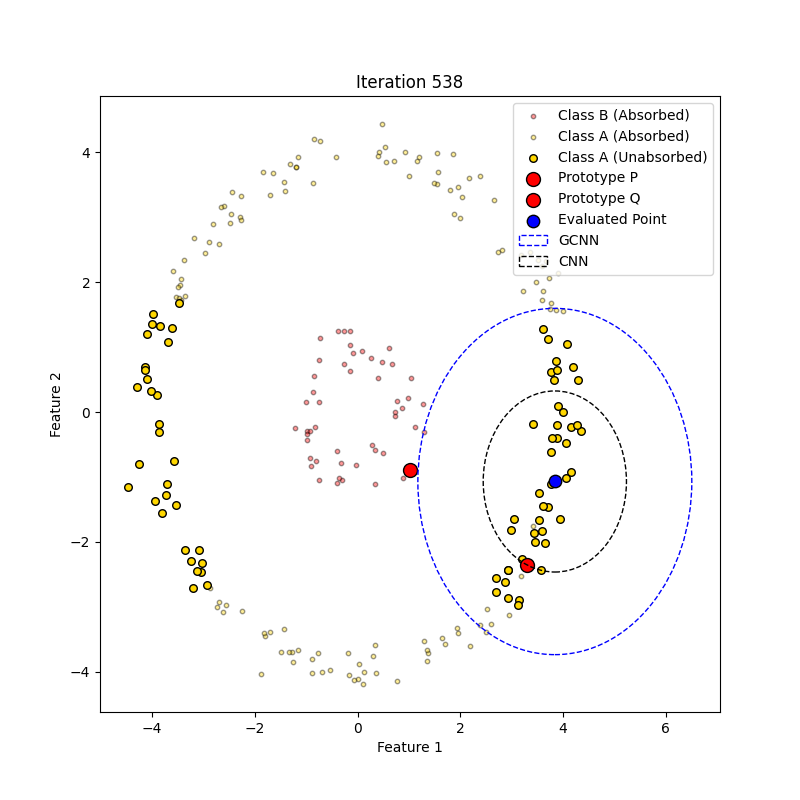 Iteration 538
Class B (Absorbed)
Class A (Absorbed)
Class A (Unabsorbed)
Prototype P
Prototype Q
Evaluated Point
GCNN
CNN
4
2
0
−2
−4
Feature 2
−4 −2 0 2 4 6
Feature 1